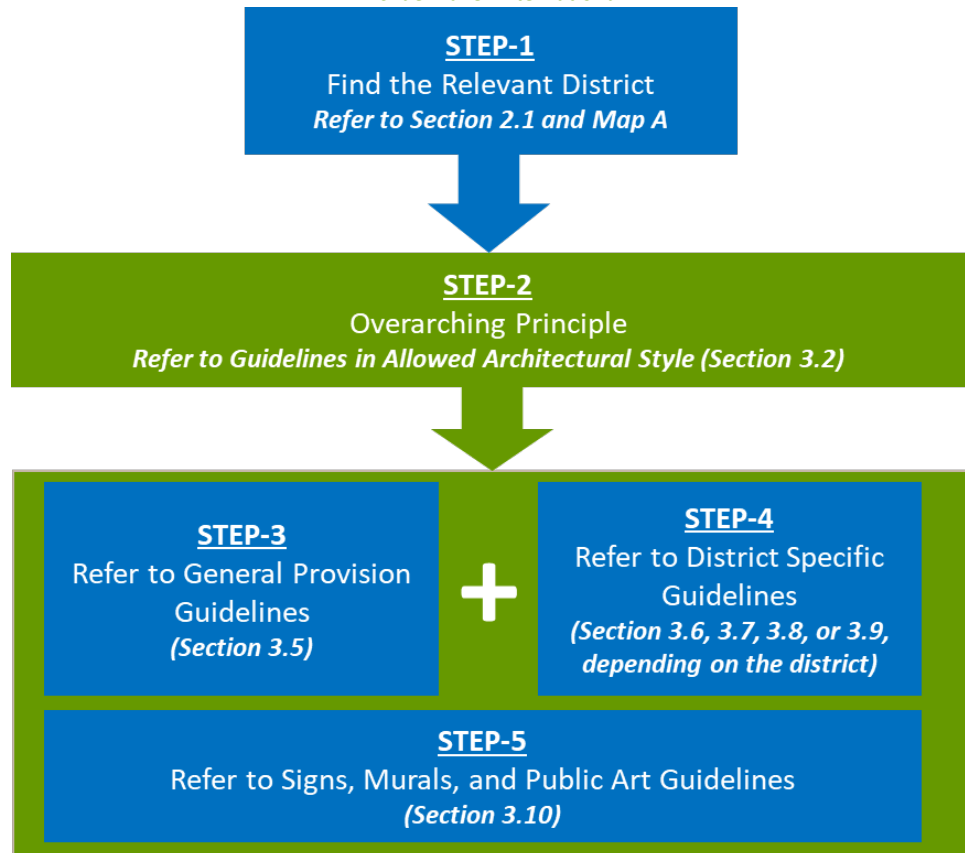 STEP-1
Find the Relevant District
Refer to Section 2.1 and Map A
STEP-2
Overarching Principle
Refer to Guidelines in Allowed Architectural Style (Section 3.2)
STEP-3
Refer to General Provision
Guidelines
(Section 3.5)
+
STEP-4
Refer to District Specific
Guidelines
(Section 3.6, 3.7, 3.8, or 3.9,
depending on the district)
STEP-5
Refer to Signs, Murals, and Public Art Guidelines
(Section 3.10)